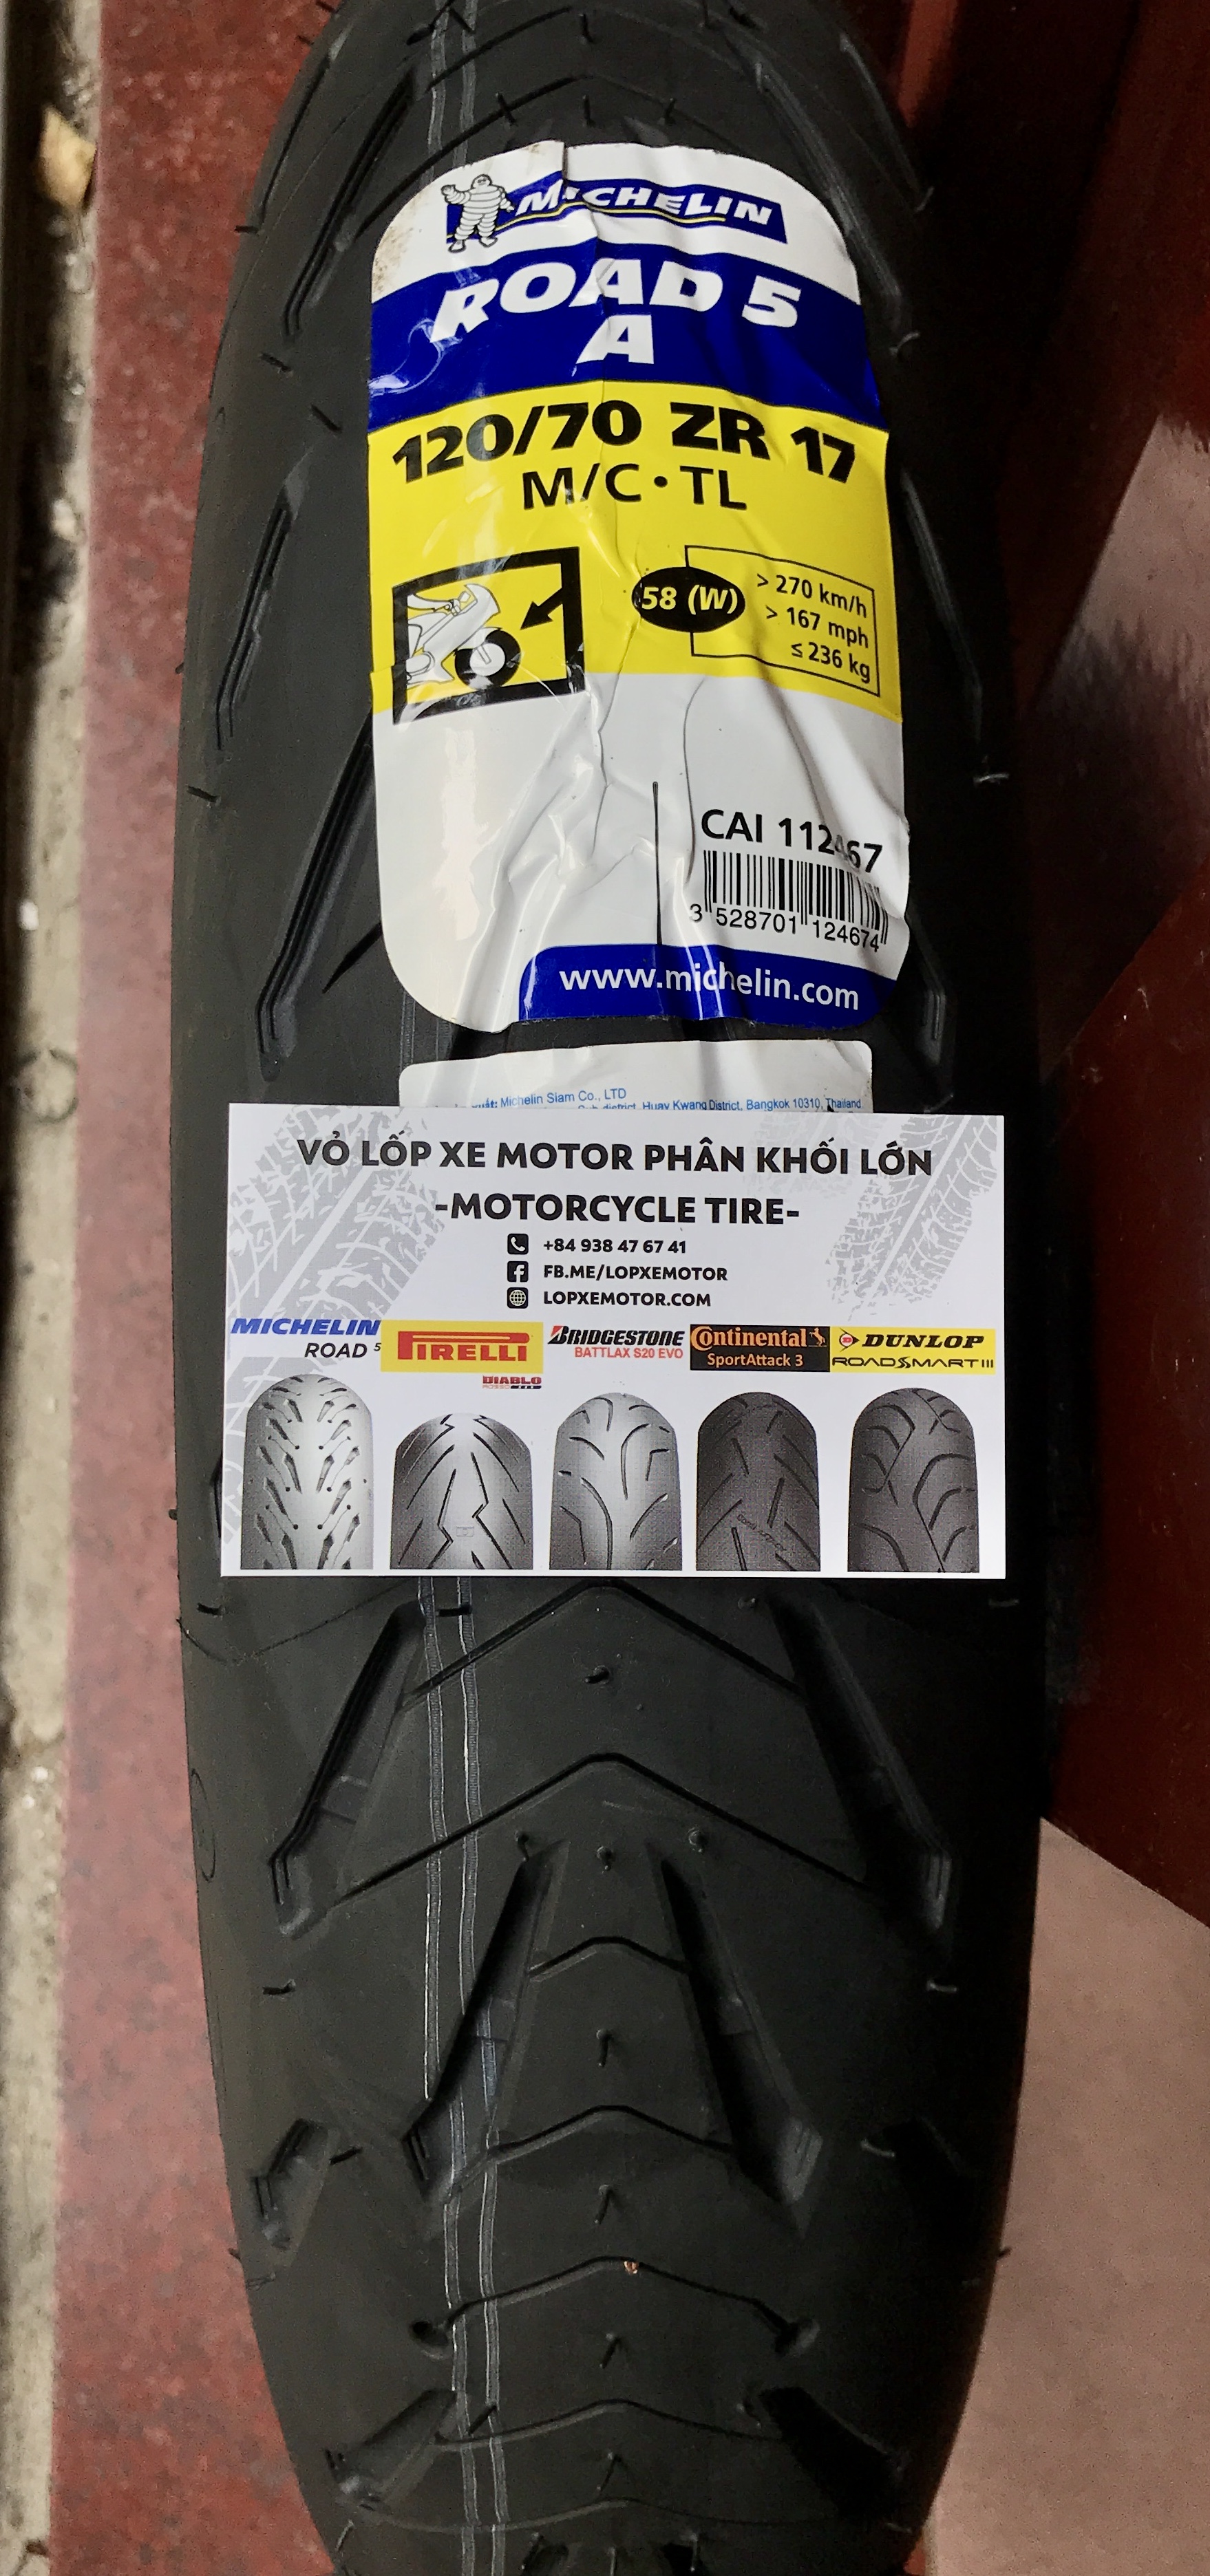 MICHELIN
ROAD 5
A
120/70 ZR 17
M/C • TL
58 (W)
> 270 km/h
> 167 mph
≤ 236 kg
CAI 112467
3 528701 124674
www.michelin.com
Michelin Siam Co., LTD
district, Huay Kwang District, Bangkok 10310, Thailand
VỎ LỐP XE MOTOR PHÂN KHỐI LỚN
-MOTORCYCLE TIRE-
+84 938 47 67 41
FB.ME/LOPXEMOTOR
LOPXEMOTOR.COM
MICHELIN
ROAD 5
PIRELLI
DIABLO
BRIDGESTONE
BATTLAX S20 EVO
Continental
SportAttack 3
DUNLOP
ROADSMART III